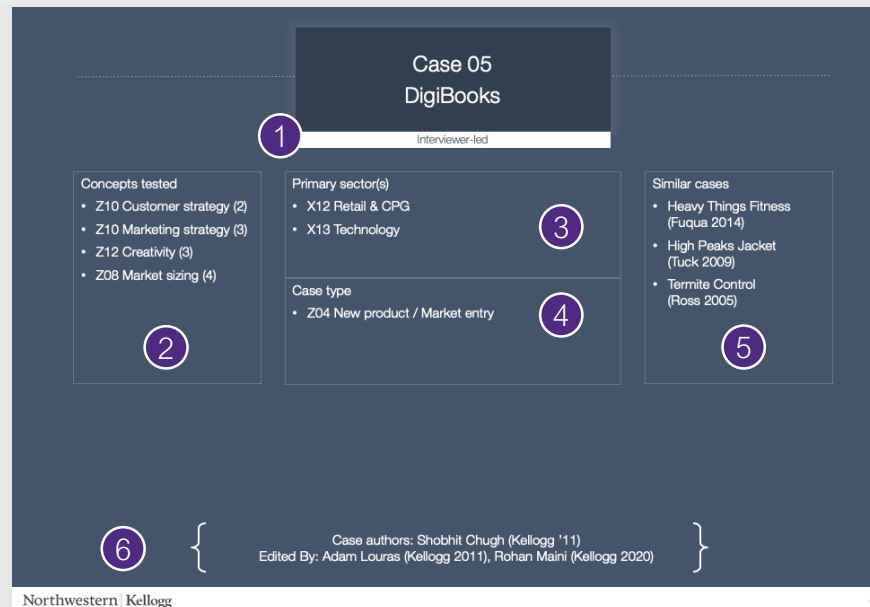 Case 05
DigiBooks
1
Interviewer-led
Concepts tested
• Z10 Customer strategy (2)
• Z10 Marketing strategy (3)
• Z12 Creativity (3)
• Z08 Market sizing (4)
2
Primary sector(s)
• X12 Retail & CPG
• X13 Technology
3
Case type
• Z04 New product / Market entry
4
Similar cases
• Heavy Things Fitness
(Fuqua 2014)
• High Peaks Jacket
(Tuck 2009)
• Termite Control
(Ross 2005)
5
6
Case authors: Shobhit Chugh (Kellogg '11)
Edited By: Adam Louras (Kellogg 2011), Rohan Maini (Kellogg 2020)
Northwestern | Kellogg